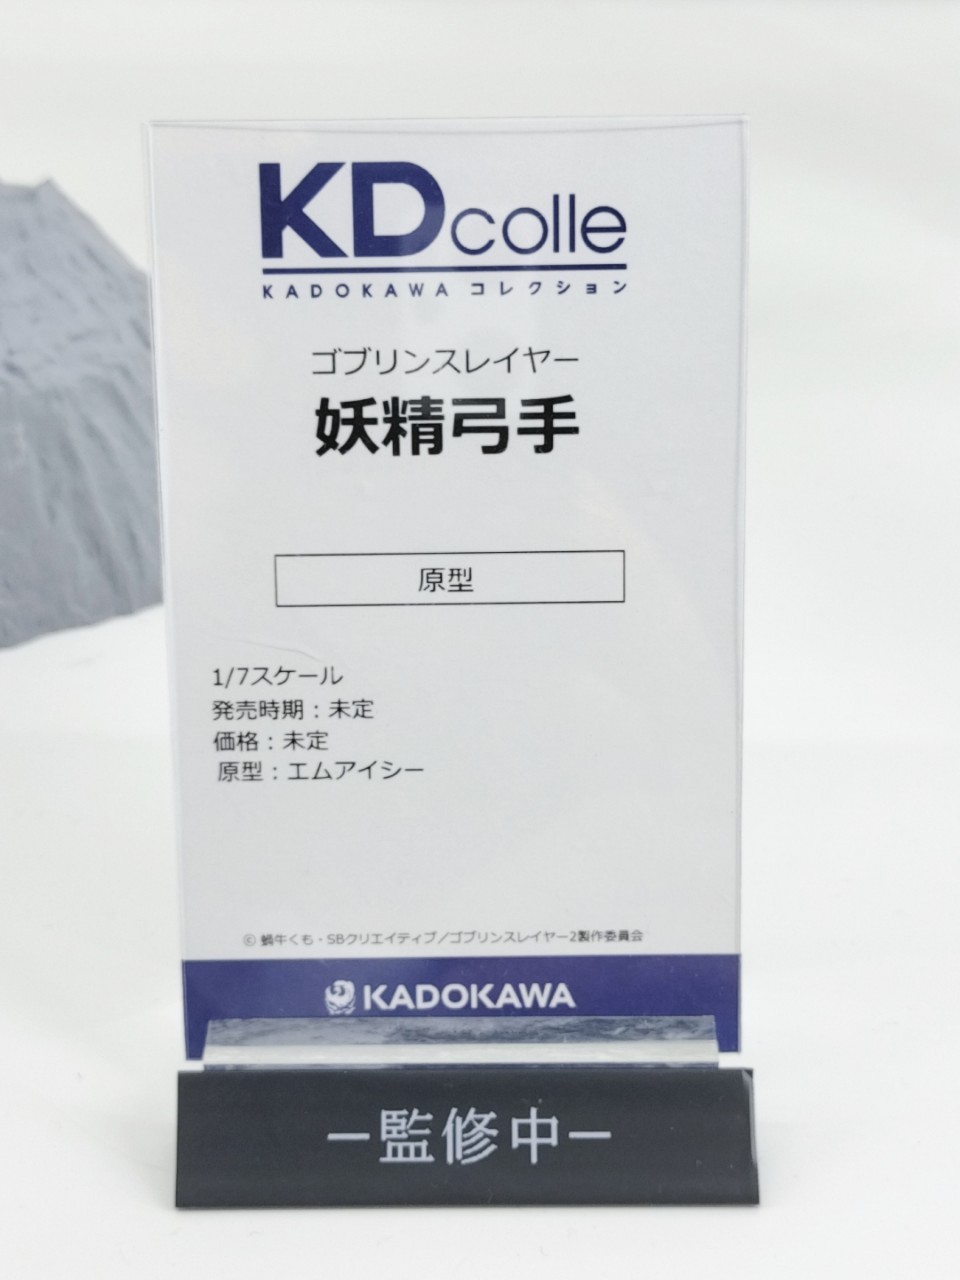 KDcolle
KADOKAWA コレクション
ゴブリンスレイヤー
妖精弓手
原型
1/7スケール
発売時期：未定
価格：未定
原型：エムアイシー
© 蝸牛くも・SBクリエイティブ／ゴブリンスレイヤー2製作委員会
KADOKAWA
－監修中－